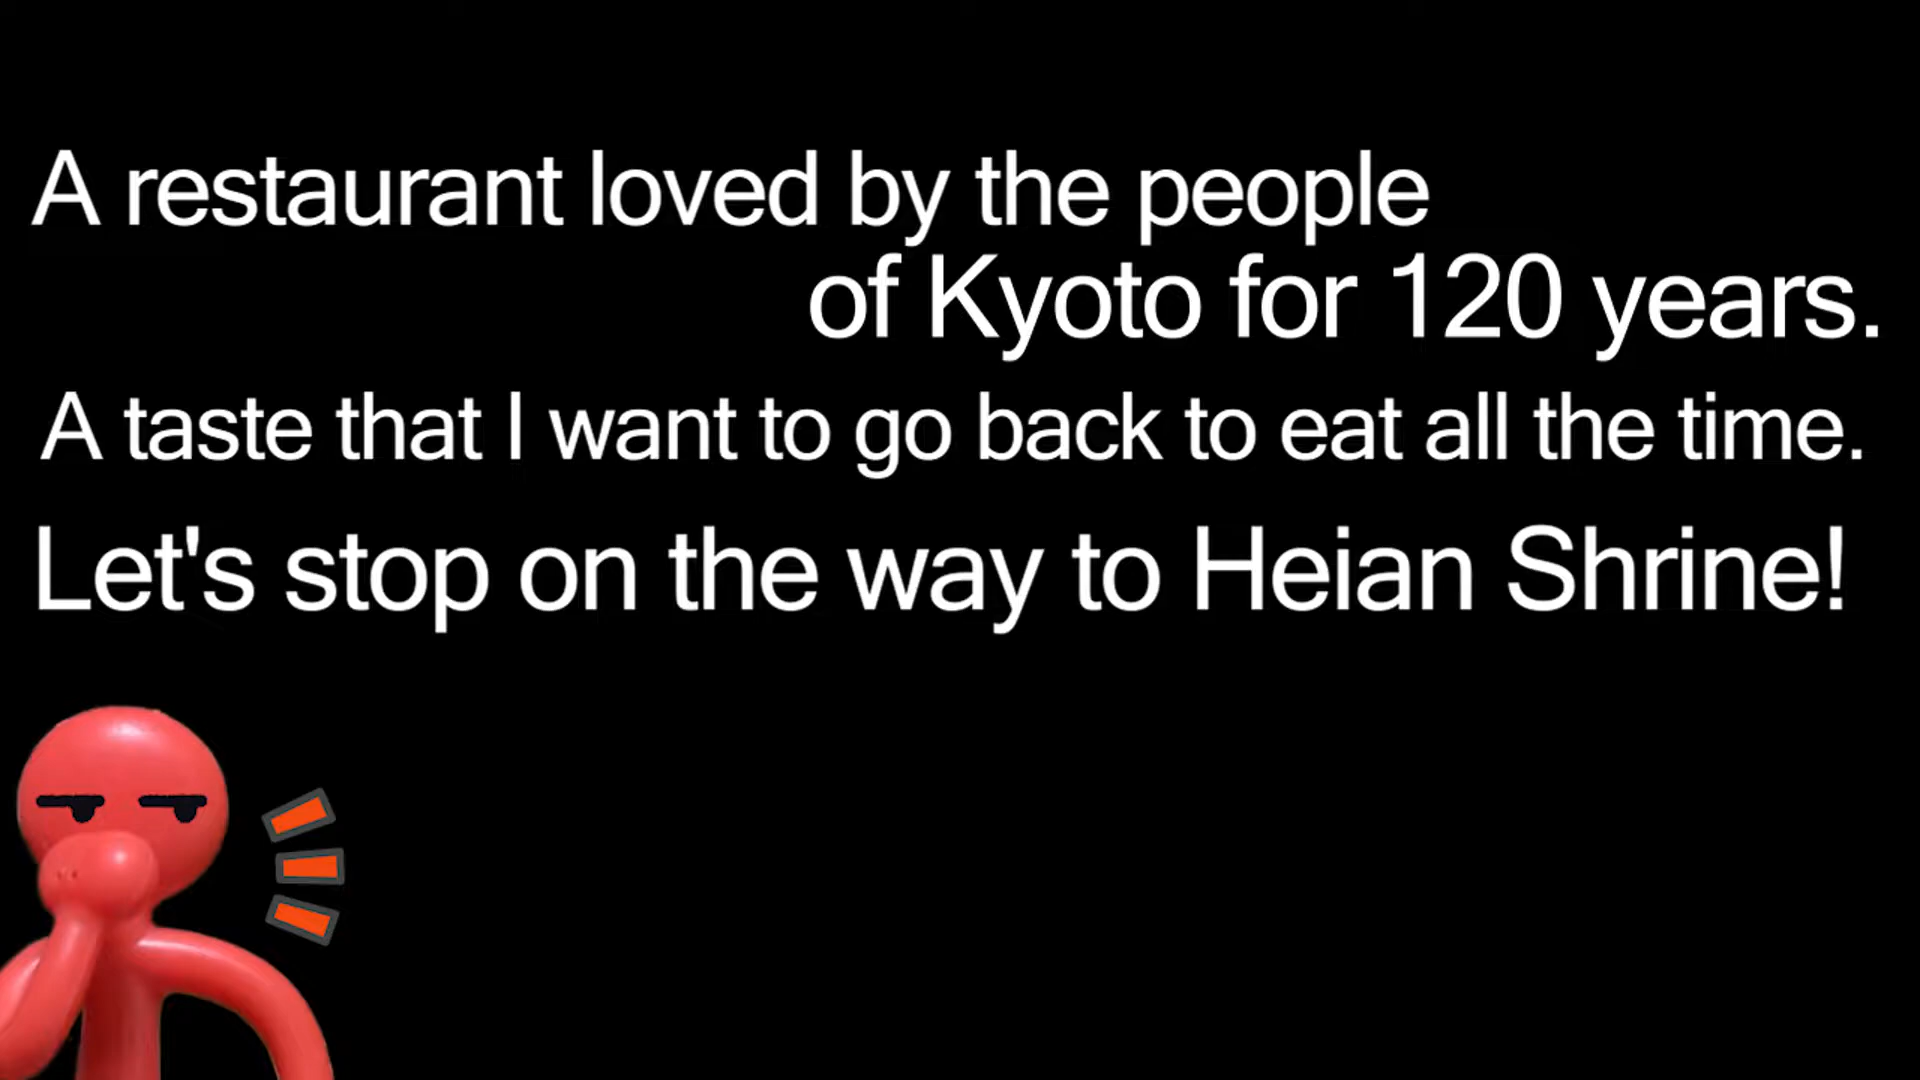 A restaurant loved by the people
of Kyoto for 120 years.
A taste that I want to go back to eat all the time.
Let's stop on the way to Heian Shrine!